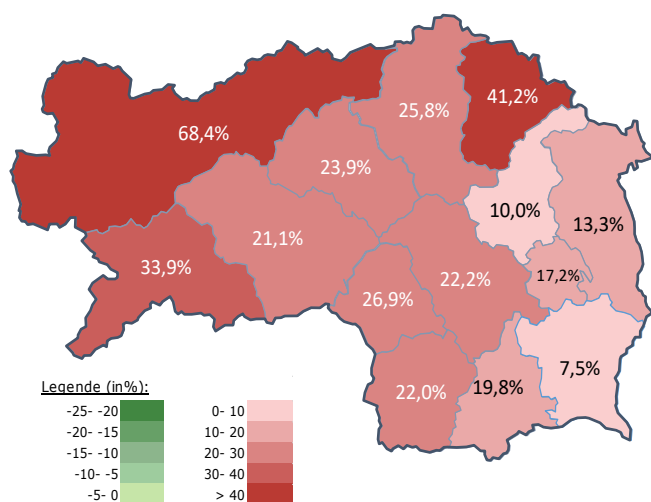 41,2%
25,8%
68,4%
23,9%
10,0%
13,3%
21,1%
33,9%
17,2%
22,2%
26,9%
7,5%
22,0%
19,8%
Legende (in%):
-25- -20 0- 10
-20- -15 10- 20
-15- -10 20- 30
-10- -5 30- 40
-5- 0 > 40